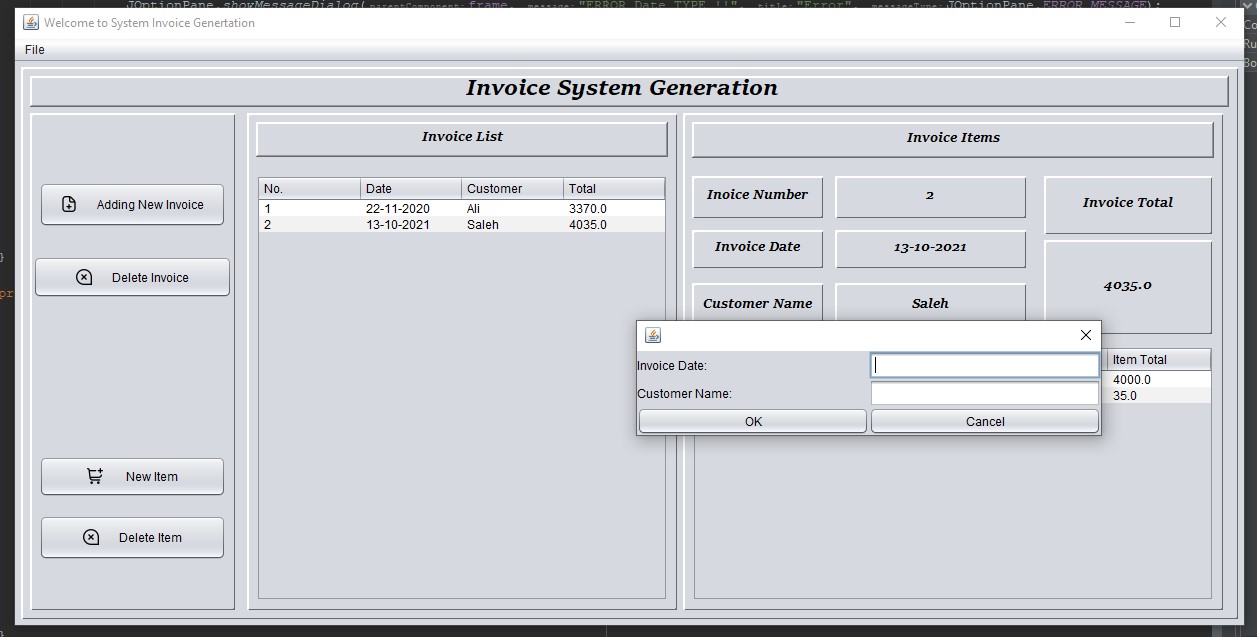 JOptionPane.showMessageDialog( parentComponent: frame, message: "ERROR Date TYPE !!", title: "Error", messageType: JOptionPane.ERROR_MESSAGE);
Welcome to System Invoice Genertation
File
Invoice System Generation
Invoice List
No. Date Customer Total
1 22-11-2020 Ali 3370.0
2 13-10-2021 Saleh 4035.0
Invoice Items
Inoice Number 2
Invoice Date 13-10-2021
Customer Name Saleh
Invoice Total
4035.0
Item Total
4000.0
35.0
Adding New Invoice
Delete Invoice
New Item
Delete Item
Invoice Date:
Customer Name:
OK Cancel
}
pr
}
Co
Ru
Bo